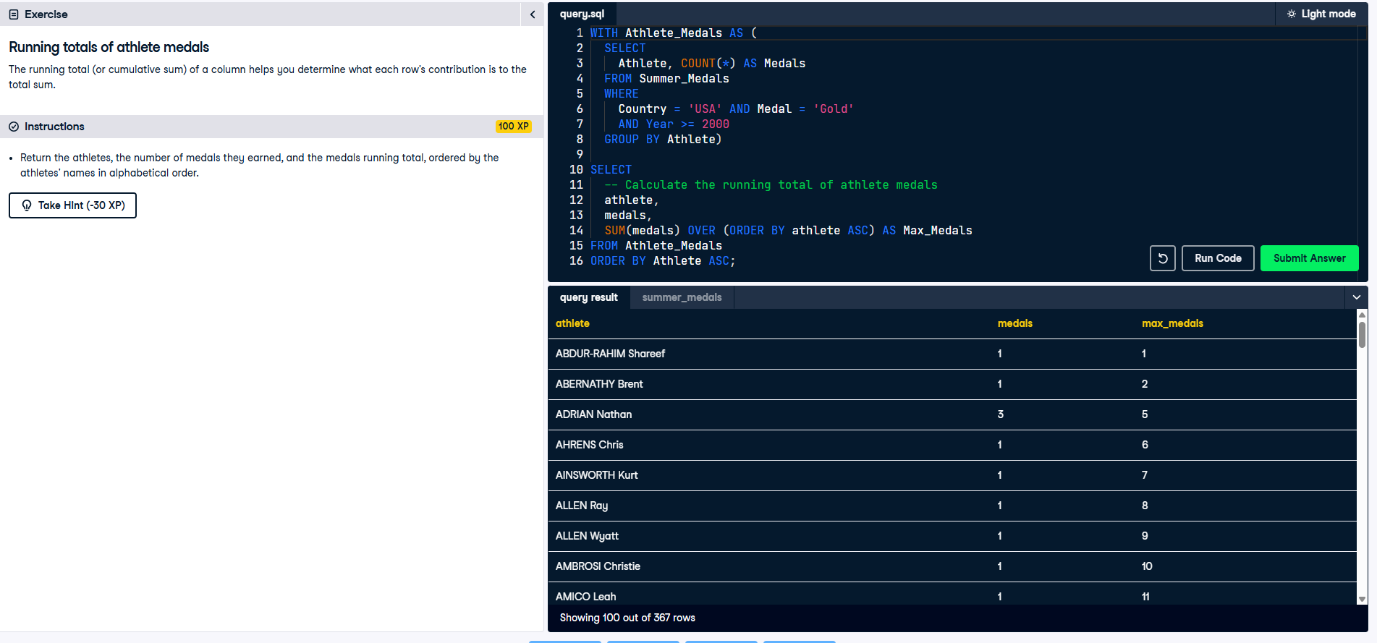 Exercise
Running totals of athlete medals
The running total (or cumulative sum) of a column helps you determine what each row's contribution is to the
total sum.
Instructions
100 XP
• Return the athletes, the number of medals they earned, and the medals running total, ordered by the
athletes' names in alphabetical order.
Take Hint (-30 XP)
query.sql
Light mode
1 WITH Athlete_Medals AS (
2 SELECT
3 Athlete, COUNT(*) AS Medals
4 FROM Summer_Medals
5 WHERE
6 Country = 'USA' AND Medal = 'Gold'
7 AND Year >= 2000
8 GROUP BY Athlete)
9
10 SELECT
11 -- Calculate the running total of athlete medals
12 athlete,
13 medals,
14 SUM(medals) OVER (ORDER BY athlete ASC) AS Max_Medals
15 FROM Athlete_Medals
16 ORDER BY Athlete ASC;
Run Code
Submit Answer
query result summer_medals
athlete medals max_medals
ABDUR-RAHIM Shareef 1 1
ABERNATHY Brent 1 2
ADRIAN Nathan 3 5
AHRENS Chris 1 6
AINSWORTH Kurt 1 7
ALLEN Ray 1 8
ALLEN Wyatt 1 9
AMBROSI Christie 1 10
AMICO Leah 1 11
Showing 100 out of 367 rows